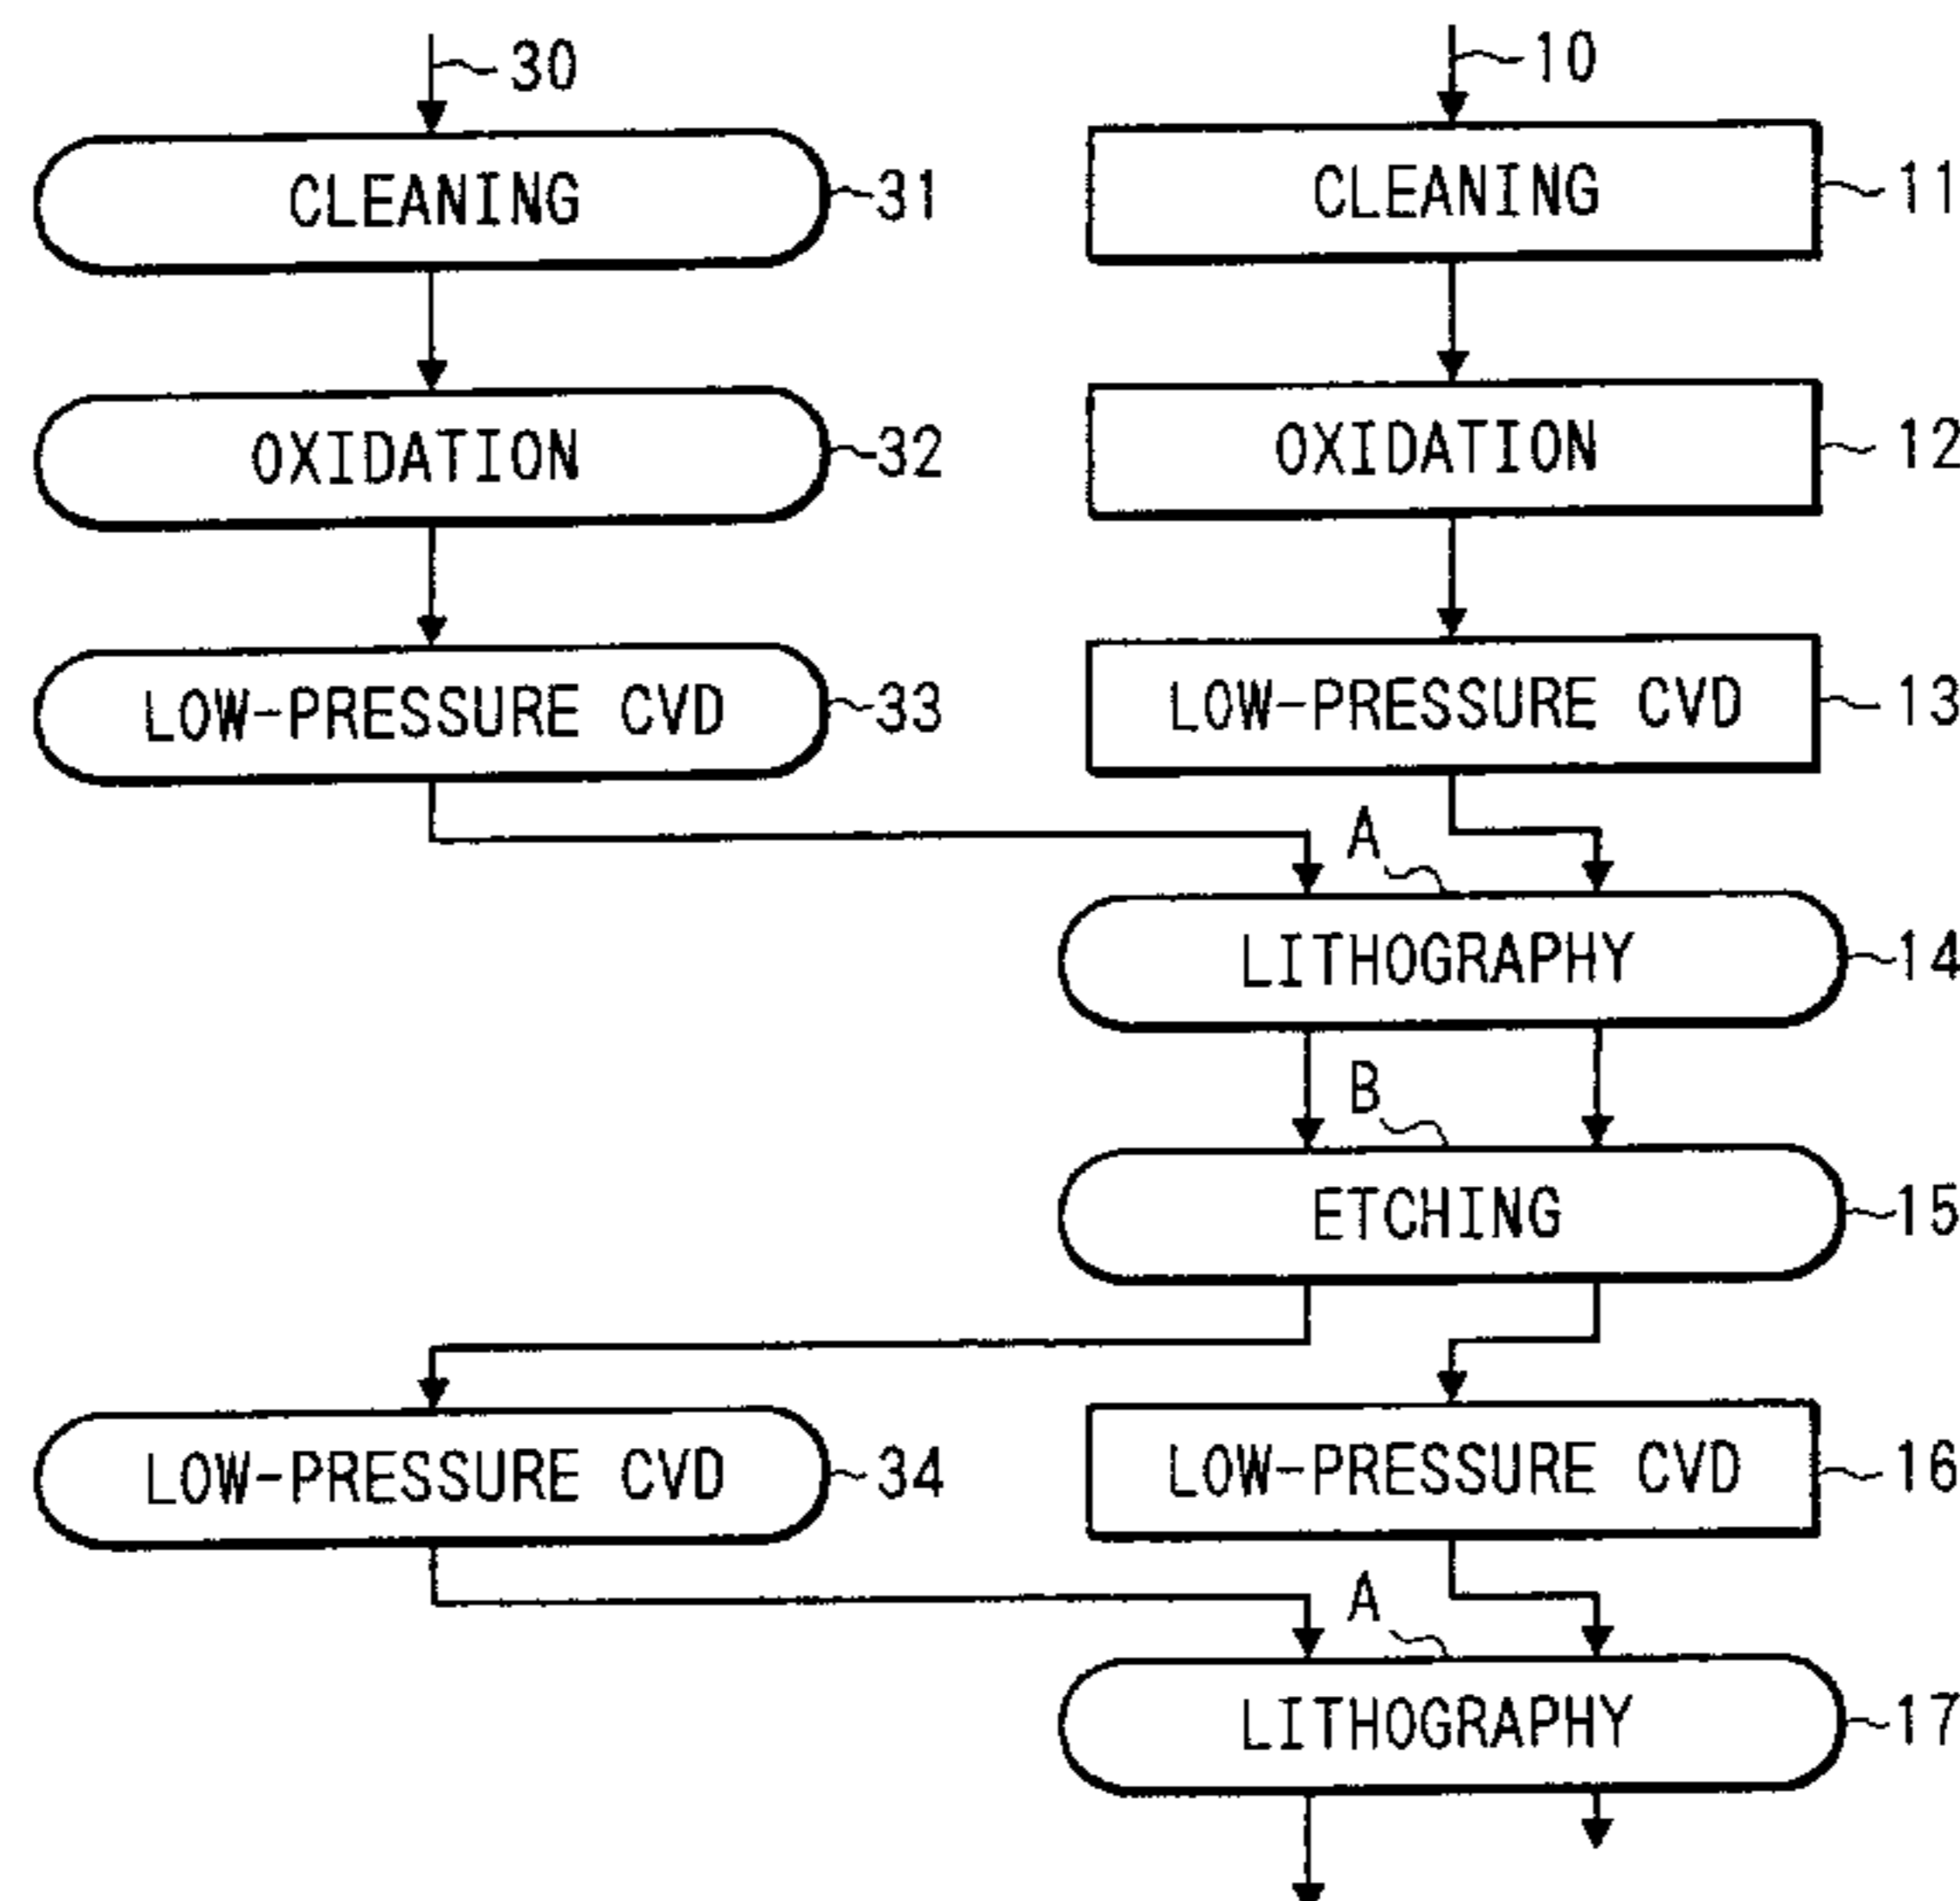 30
10
CLEANING
31
CLEANING
11
OXIDATION
32
OXIDATION
12
LOW-PRESSURE CVD
33
LOW-PRESSURE CVD
13
A
LITHOGRAPHY
14
B
ETCHING
15
LOW-PRESSURE CVD
34
LOW-PRESSURE CVD
16
A
LITHOGRAPHY
17